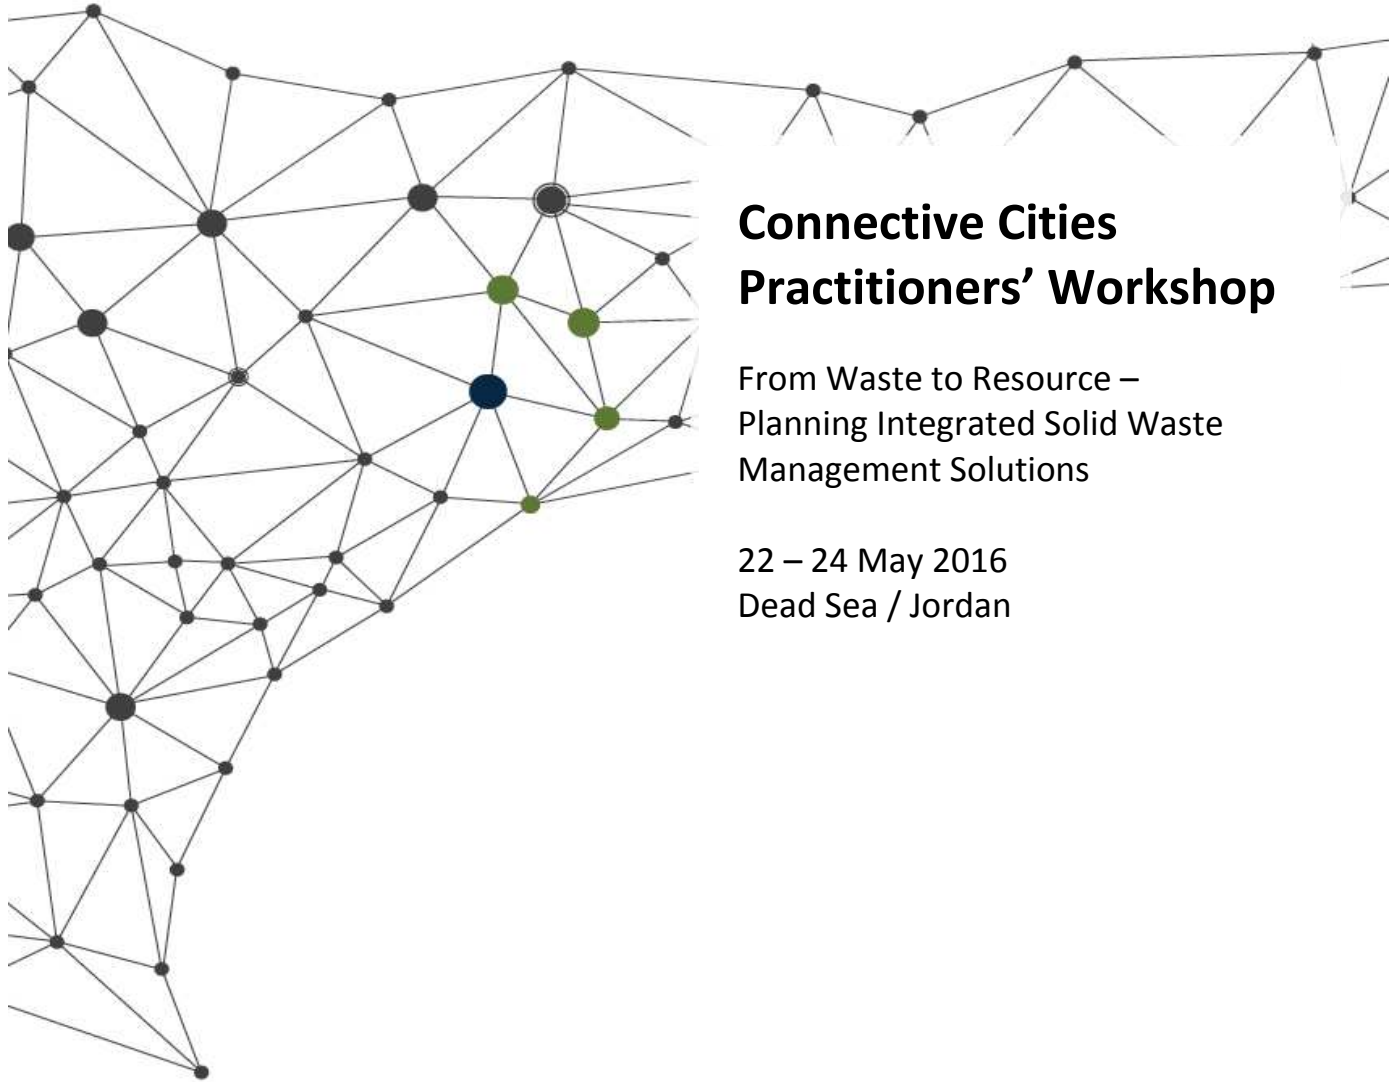 Connective Cities
Practitioners’ Workshop
From Waste to Resource –
Planning Integrated Solid Waste
Management Solutions
22 – 24 May 2016
Dead Sea / Jordan